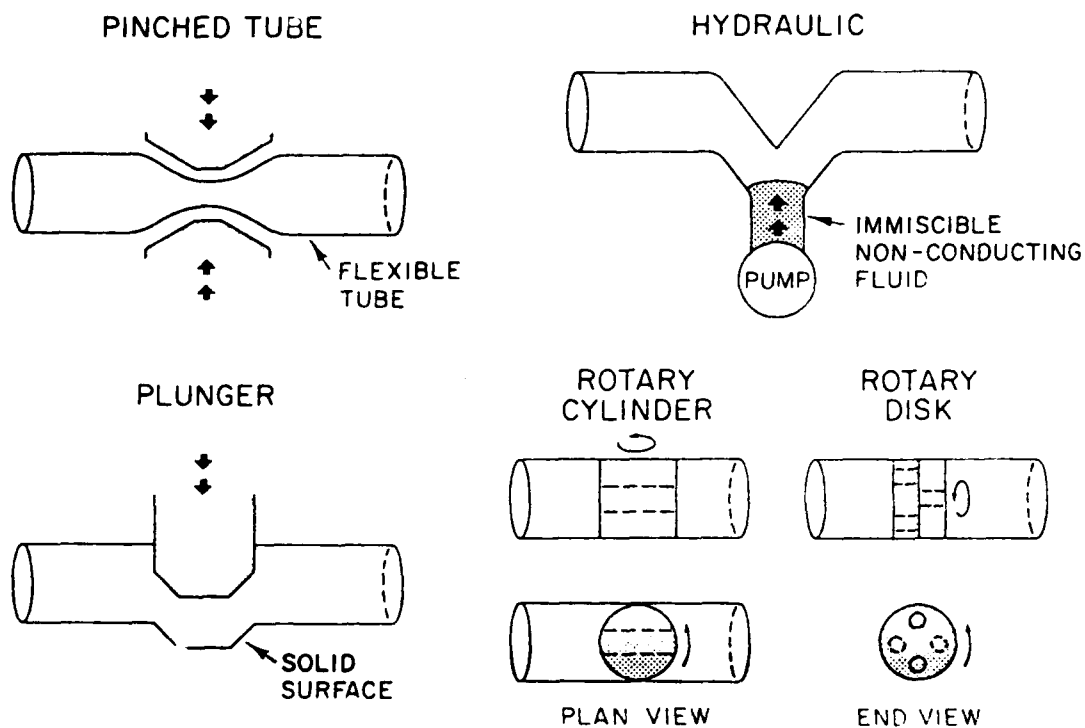 PINCHED TUBE
FLEXIBLE
TUBE
HYDRAULIC
IMMISCIBLE
NON-CONDUCTING
FLUID
PUMP
PLUNGER
SOLID
SURFACE
ROTARY
CYLINDER
PLAN VIEW
ROTARY
DISK
END VIEW